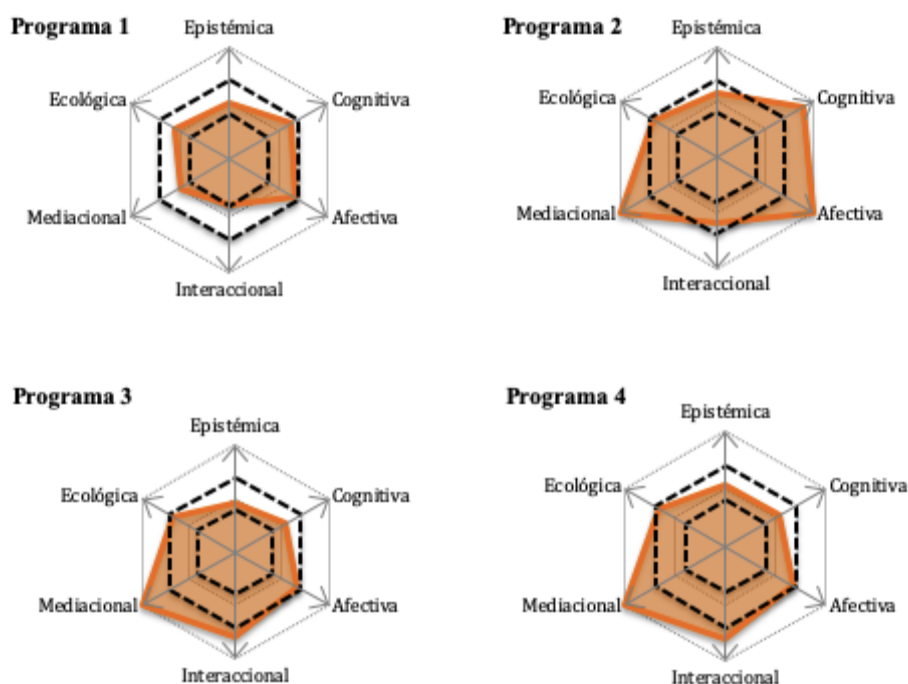 Programa 1
Epistémica
Ecológica
Cognitiva
Mediacional
Afectiva
Interaccional
Programa 2
Epistémica
Ecológica
Cognitiva
Mediacional
Afectiva
Interaccional
Programa 3
Epistémica
Ecológica
Cognitiva
Mediacional
Afectiva
Interaccional
Programa 4
Epistémica
Ecológica
Cognitiva
Mediacional
Afectiva
Interaccional